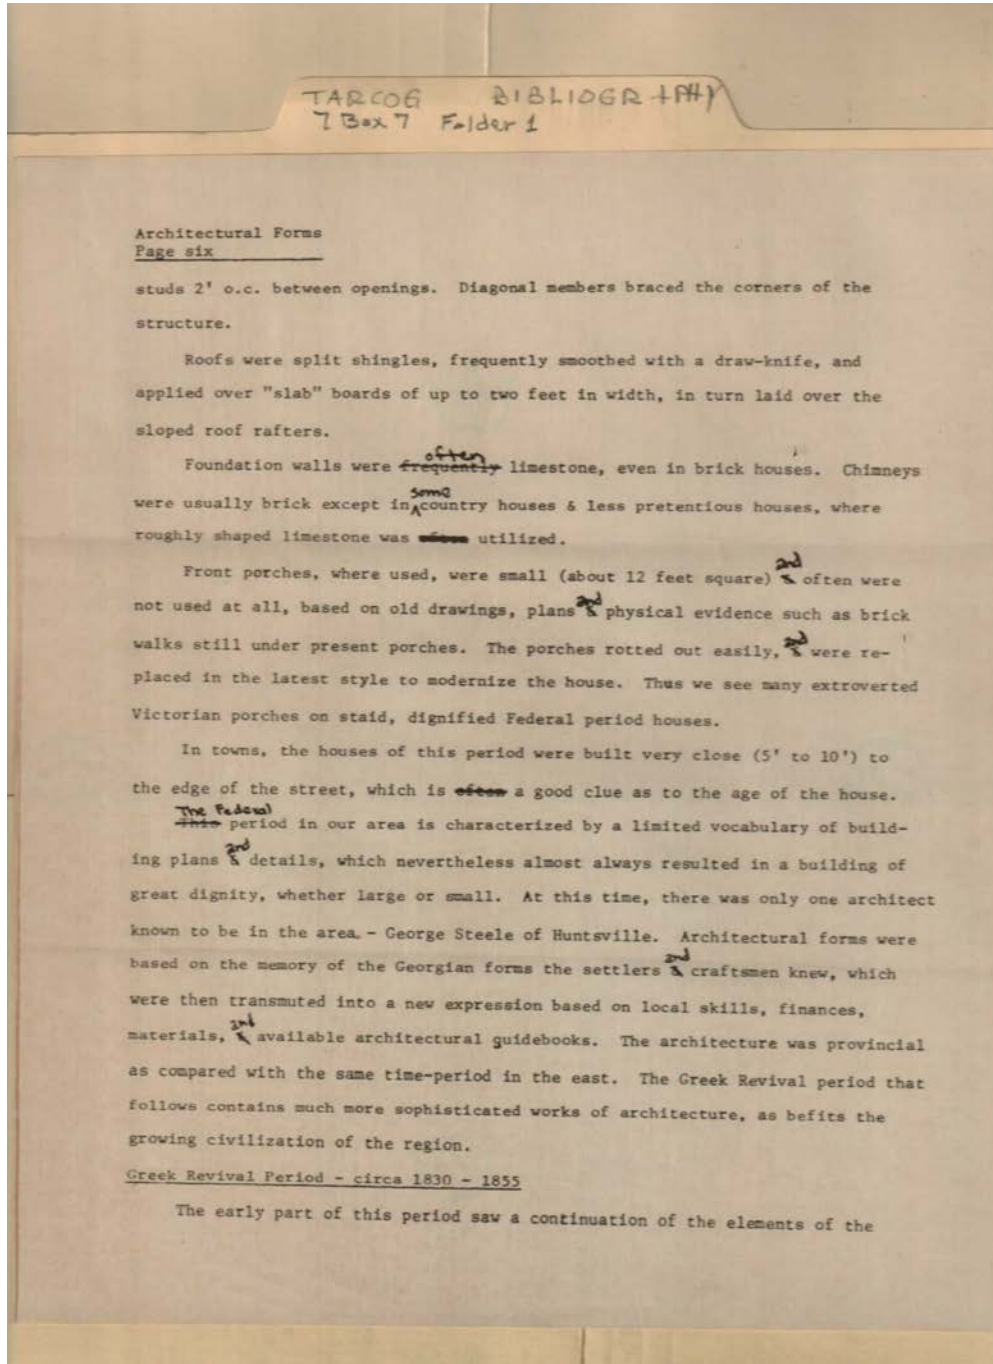 TARCOG BIBLIOGRAPHY
7 Box 7 Folder 1
Architectural Forms
Page six
studs 2' o.c. between openings. Diagonal members braced the corners of the
structure.
Roofs were split shingles, frequently smoothed with a draw-knife, and
applied over "slab" boards of up to two feet in width, in turn laid over the
sloped roof rafters.
often
Foundation walls were frequently limestone, even in brick houses. Chimneys
some
were usually brick except in country houses & less pretentious houses, where
roughly shaped limestone was often utilized.
and
Front porches, where used, were small (about 12 feet square) & often were
and
not used at all, based on old drawings, plans & physical evidence such as brick
and
walks still under present porches. The porches rotted out easily, & were re-
placed in the latest style to modernize the house. Thus we see many extroverted
Victorian porches on staid, dignified Federal period houses.
In towns, the houses of this period were built very close (5' to 10') to
the edge of the street, which is often a good clue as to the age of the house.
The Federal
This period in our area is characterized by a limited vocabulary of build-
and
ing plans & details, which nevertheless almost always resulted in a building of
great dignity, whether large or small. At this time, there was only one architect
known to be in the area - George Steele of Huntsville. Architectural forms were
and
based on the memory of the Georgian forms the settlers & craftsmen knew, which
were then transmuted into a new expression based on local skills, finances,
and
materials, & available architectural guidebooks. The architecture was provincial
as compared with the same time-period in the east. The Greek Revival period that
follows contains much more sophisticated works of architecture, as befits the
growing civilization of the region.
Greek Revival Period - circa 1830 - 1855
The early part of this period saw a continuation of the elements of the